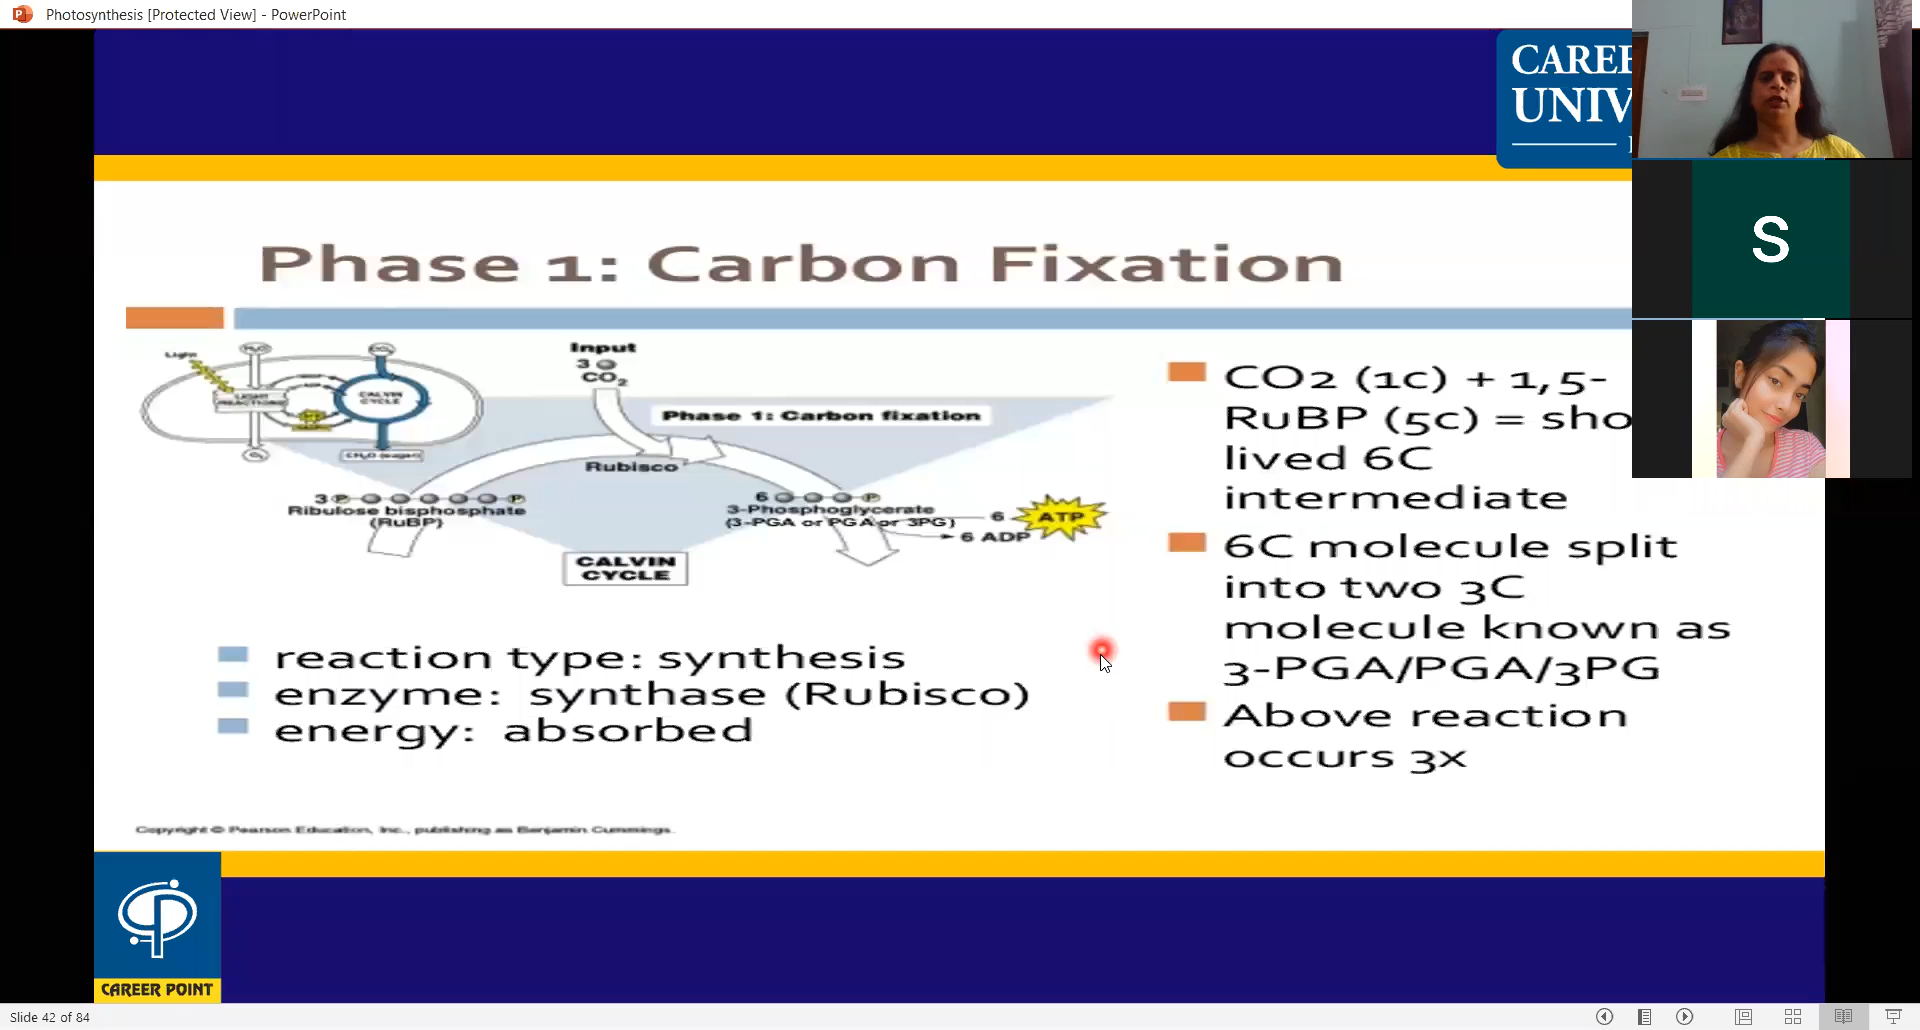 Photosynthesis [Protected View] - PowerPoint
CAREE
UNIV
S
Phase 1: Carbon Fixation
Light
CALVIN
CYCLE
Input
3
CO2
Phase 1: Carbon fixation
Rubisco
3 P P
Ribulose bisphosphate
(RuBP)
6 P
3-Phosphoglycerate
(3-PGA or PGA or 3PG)
6 ATP
6 ADP
CALVIN
CYCLE
CO2 (1c) + 1,5-
RuBP (5c) = sho
lived 6C
intermediate
6C molecule split
into two 3C
molecule known as
3-PGA/PGA/3PG
Above reaction
occurs 3x
reaction type: synthesis
enzyme: synthase (Rubisco)
energy: absorbed
Copyright © Pearson Education, Inc., publishing as Benjamin Cummings.
CAREER POINT
Slide 42 of 84